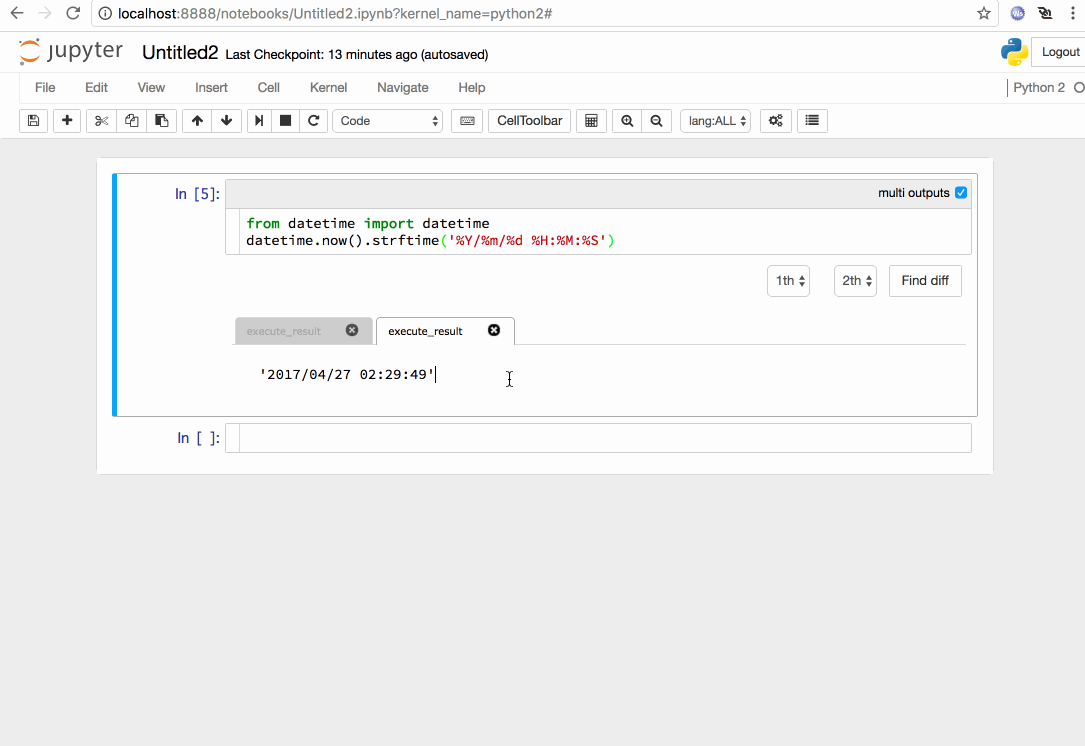 localhost:8888/notebooks/Untitled2.ipynb?kernel_name=python2#
jupyter Untitled2 Last Checkpoint: 13 minutes ago (autosaved) Logout
File Edit View Insert Cell Kernel Navigate Help Python 2
Code CellToolbar lang:ALL
In [5]: multi outputs
from datetime import datetime
datetime.now().strftime('%Y/%m/%d %H:%M:%S')
1th 2th Find diff
execute_result execute_result
'2017/04/27 02:29:49'
In [ ]: